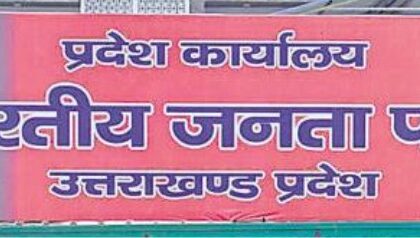 प्रदेश कार्यालय
रतीय जनता प
उत्तराखण्ड प्रदेश